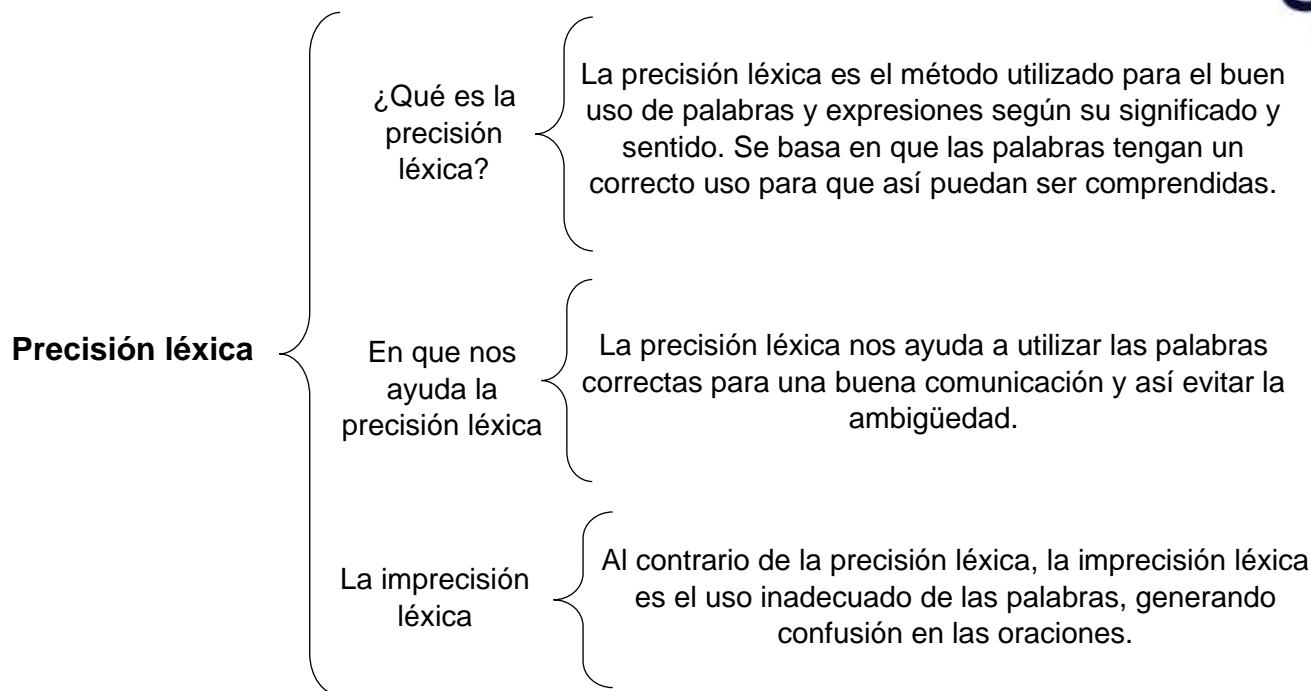 ¿Qué es la
precisión
léxica?
La precisión léxica es el método utilizado para el buen
uso de palabras y expresiones según su significado y
sentido. Se basa en que las palabras tengan un
correcto uso para que así puedan ser comprendidas.
Precisión léxica
En que nos
ayuda la
precisión léxica
La precisión léxica nos ayuda a utilizar las palabras
correctas para una buena comunicación y así evitar la
ambigüedad.
La imprecisión
léxica
Al contrario de la precisión léxica, la imprecisión léxica
es el uso inadecuado de las palabras, generando
confusión en las oraciones.